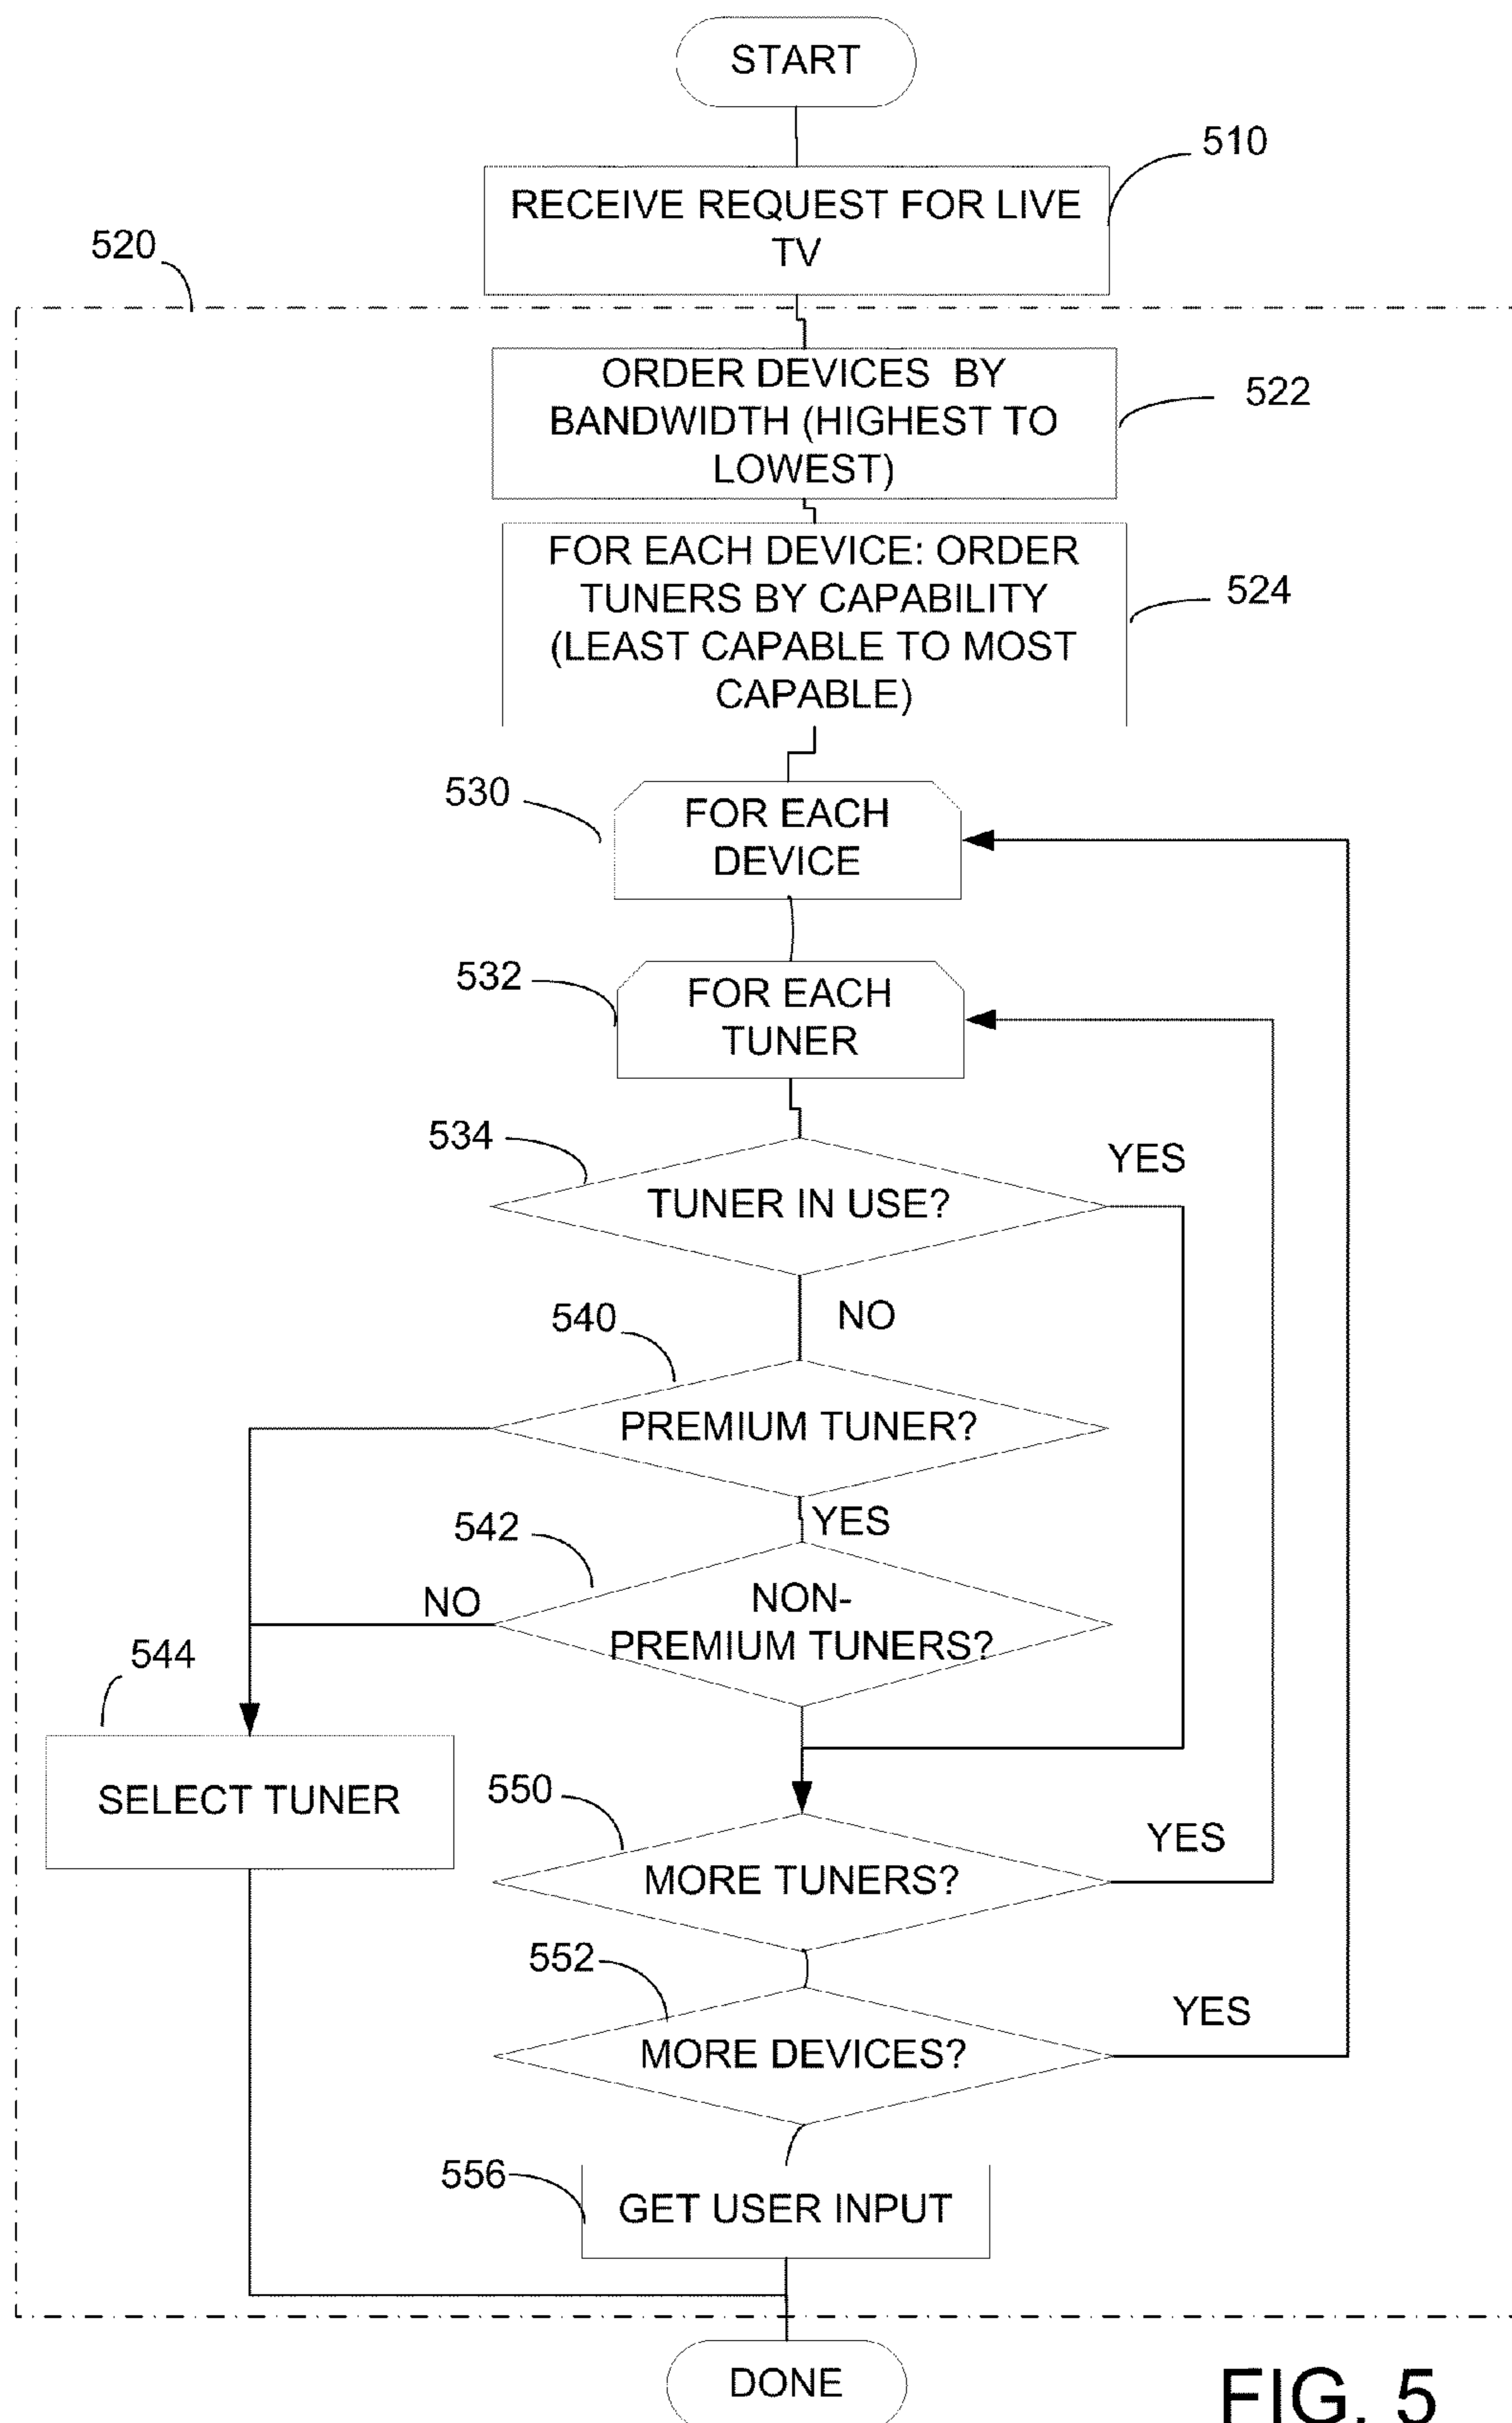 START
510
RECEIVE REQUEST FOR LIVE
TV
520
ORDER DEVICES BY
BANDWIDTH (HIGHEST TO
LOWEST)
522
FOR EACH DEVICE: ORDER
TUNERS BY CAPABILITY
(LEAST CAPABLE TO MOST
CAPABLE)
524
530
FOR EACH
DEVICE
532
FOR EACH
TUNER
534
TUNER IN USE?
YES
NO
540
PREMIUM TUNER?
YES
542
NON-
PREMIUM TUNERS?
NO
544
SELECT TUNER
550
MORE TUNERS?
YES
552
MORE DEVICES?
YES
556
GET USER INPUT
DONE
FIG. 5